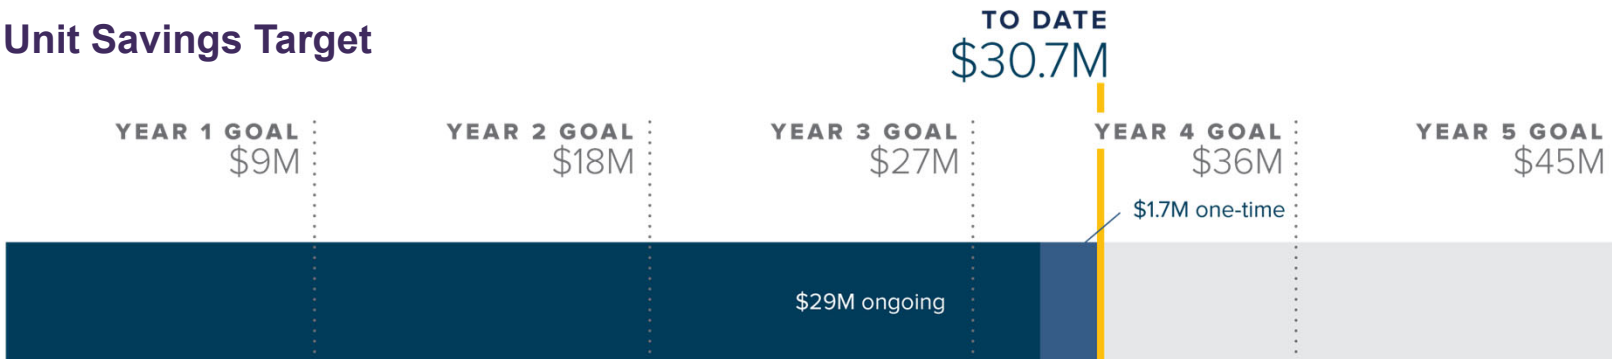 Unit Savings Target
TO DATE
$30.7M
YEAR 1 GOAL
$9M
YEAR 2 GOAL
$18M
YEAR 3 GOAL
$27M
YEAR 4 GOAL
$36M
YEAR 5 GOAL
$45M
$1.7M one-time
$29M ongoing